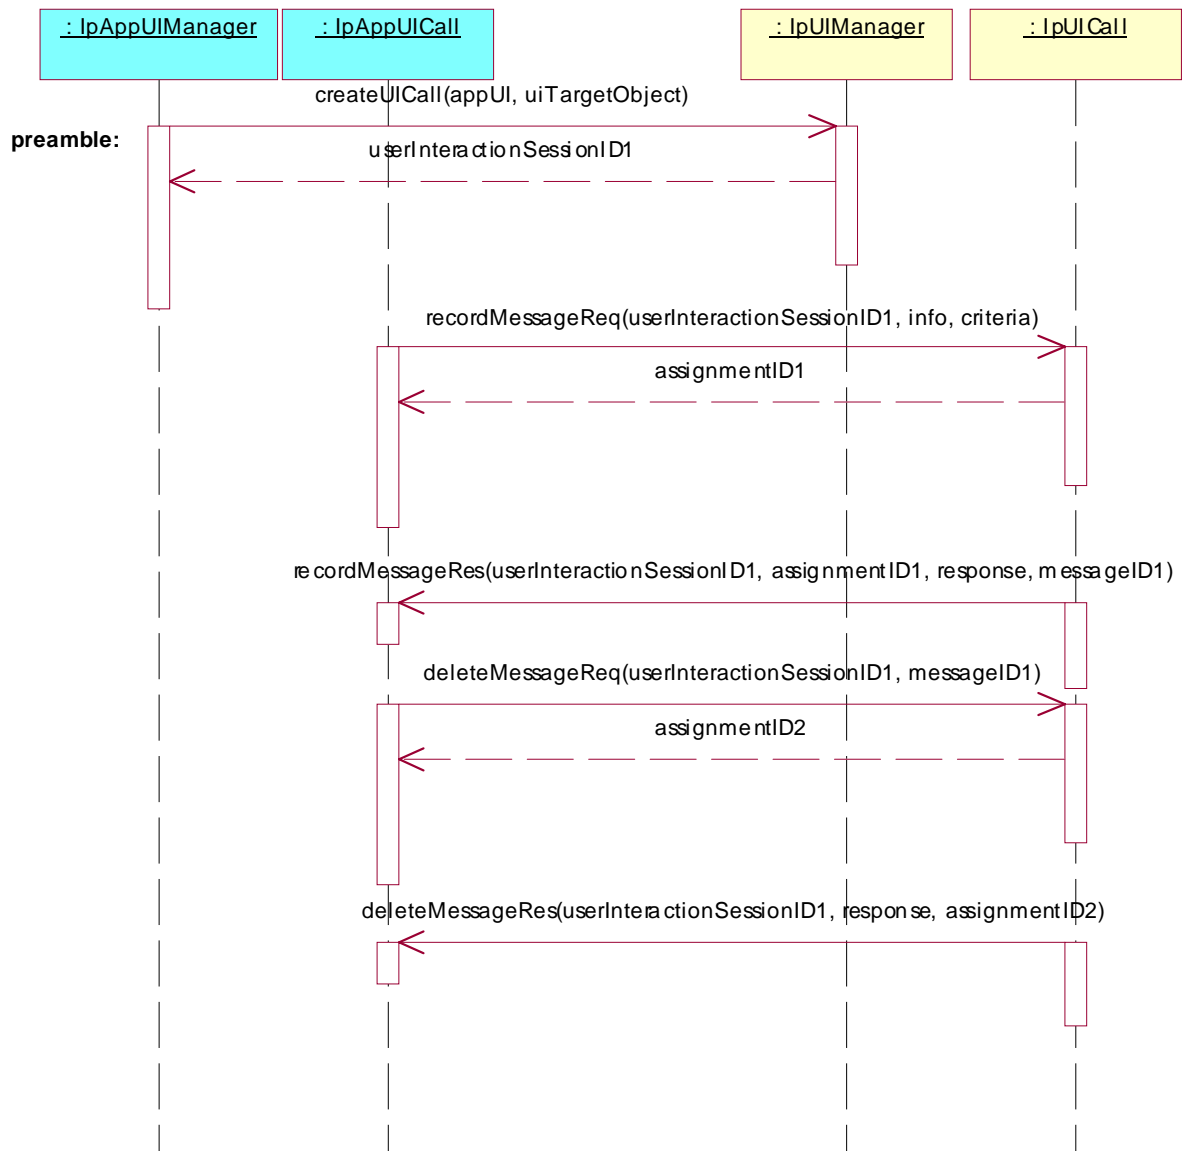 : IpAppUIManager
: IpAppUICall
: IpUIManager
: IpUICall
createUICall(appUI, uiTargetObject)
preamble:
userInteractionSessionID1
recordMessageReq(userInteractionSessionID1, info, criteria)
assignmentID1
recordMessageRes(userInteractionSessionID1, assignmentID1, response, messageID1)
deleteMessageReq(userInteractionSessionID1, messageID1)
assignmentID2
deleteMessageRes(userInteractionSessionID1, response, assignmentID2)